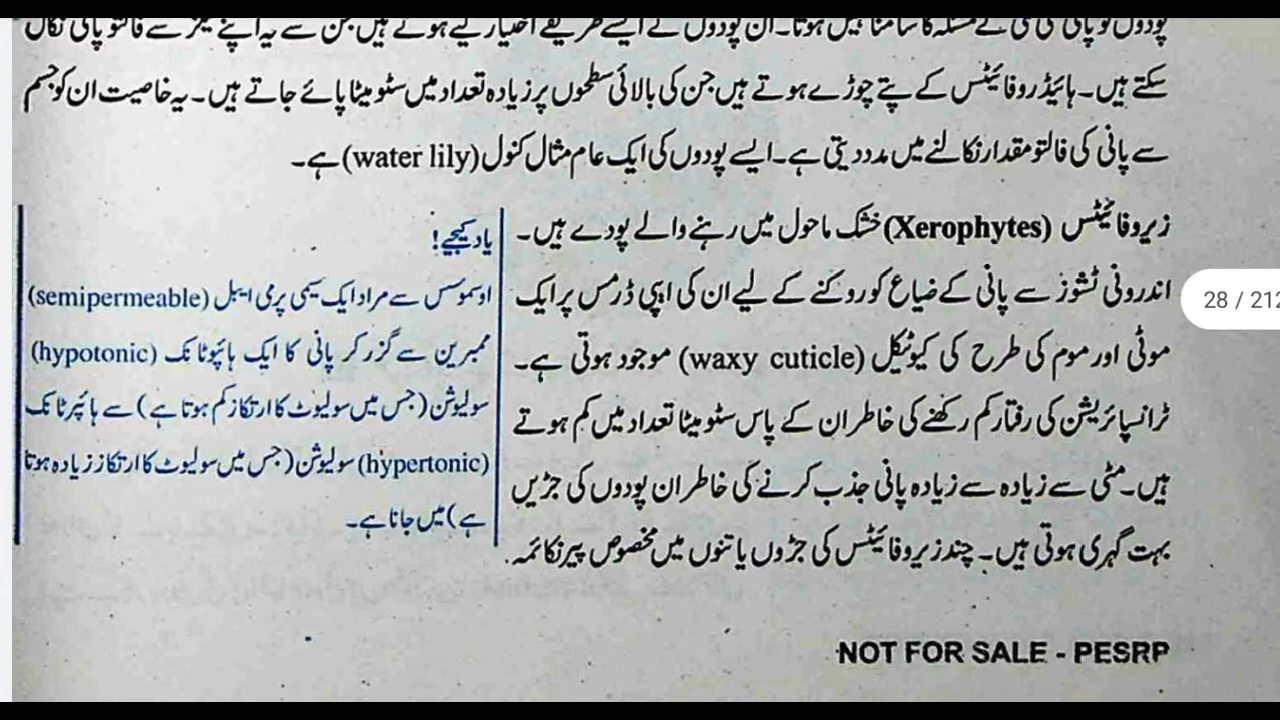 پودوں کو پانی کی کمی کے مسئلہ کا سامنا نہیں ہوتا۔ ان پودوں نے ایسے طریقے اختیار کیے ہوتے ہیں جن سے یہ اپنے سیلز سے فالتو پانی نکال
سکتے ہیں۔ ہائیڈروفائیٹس کے پتے چوڑے ہوتے ہیں جن کی بالائی سطحوں پر زیادہ تعداد میں سٹومیٹا پائے جاتے ہیں۔ یہ خاصیت ان کو جسم
سے پانی کی فالتو مقدار نکالنے میں مدد دیتی ہے۔ ایسے پودوں کی ایک عام مثال کنول (water lily) ہے۔
زیروفائیٹس (Xerophytes) خشک ماحول میں رہنے والے پودے ہیں۔
اندرونی ٹشوز سے پانی کے ضیاع کو روکنے کے لیے ان کی اپی ڈرمس پر ایک
موٹی اور موم کی طرح کی کیوٹیکل (waxy cuticle) موجود ہوتی ہے۔
ٹرانسپائریشن کی رفتار کم رکھنے کی خاطر ان کے پاس سٹومیٹا تعداد میں کم ہوتے
ہیں۔ مٹی سے زیادہ سے زیادہ پانی جذب کرنے کی خاطر ان پودوں کی جڑیں
بہت گہری ہوتی ہیں۔ چند زیروفائیٹس کی جڑوں یا تنوں میں مخصوص پیرنکائمہ
یاد کیجیے!
اوسموسس سے مراد ایک سیمی پرمی ایبل (semipermeable)
ممبرین سے گزر کر پانی کا ایک ہائپوٹانک (hypotonic)
سولیوشن (جس میں سولیوٹ کا ارتکاز کم ہوتا ہے) سے ہائپرٹانک
(hypertonic) سولیوشن (جس میں سولیوٹ کا ارتکاز زیادہ ہوتا
ہے) میں جانا ہے۔
28 / 212
NOT FOR SALE - PESRP